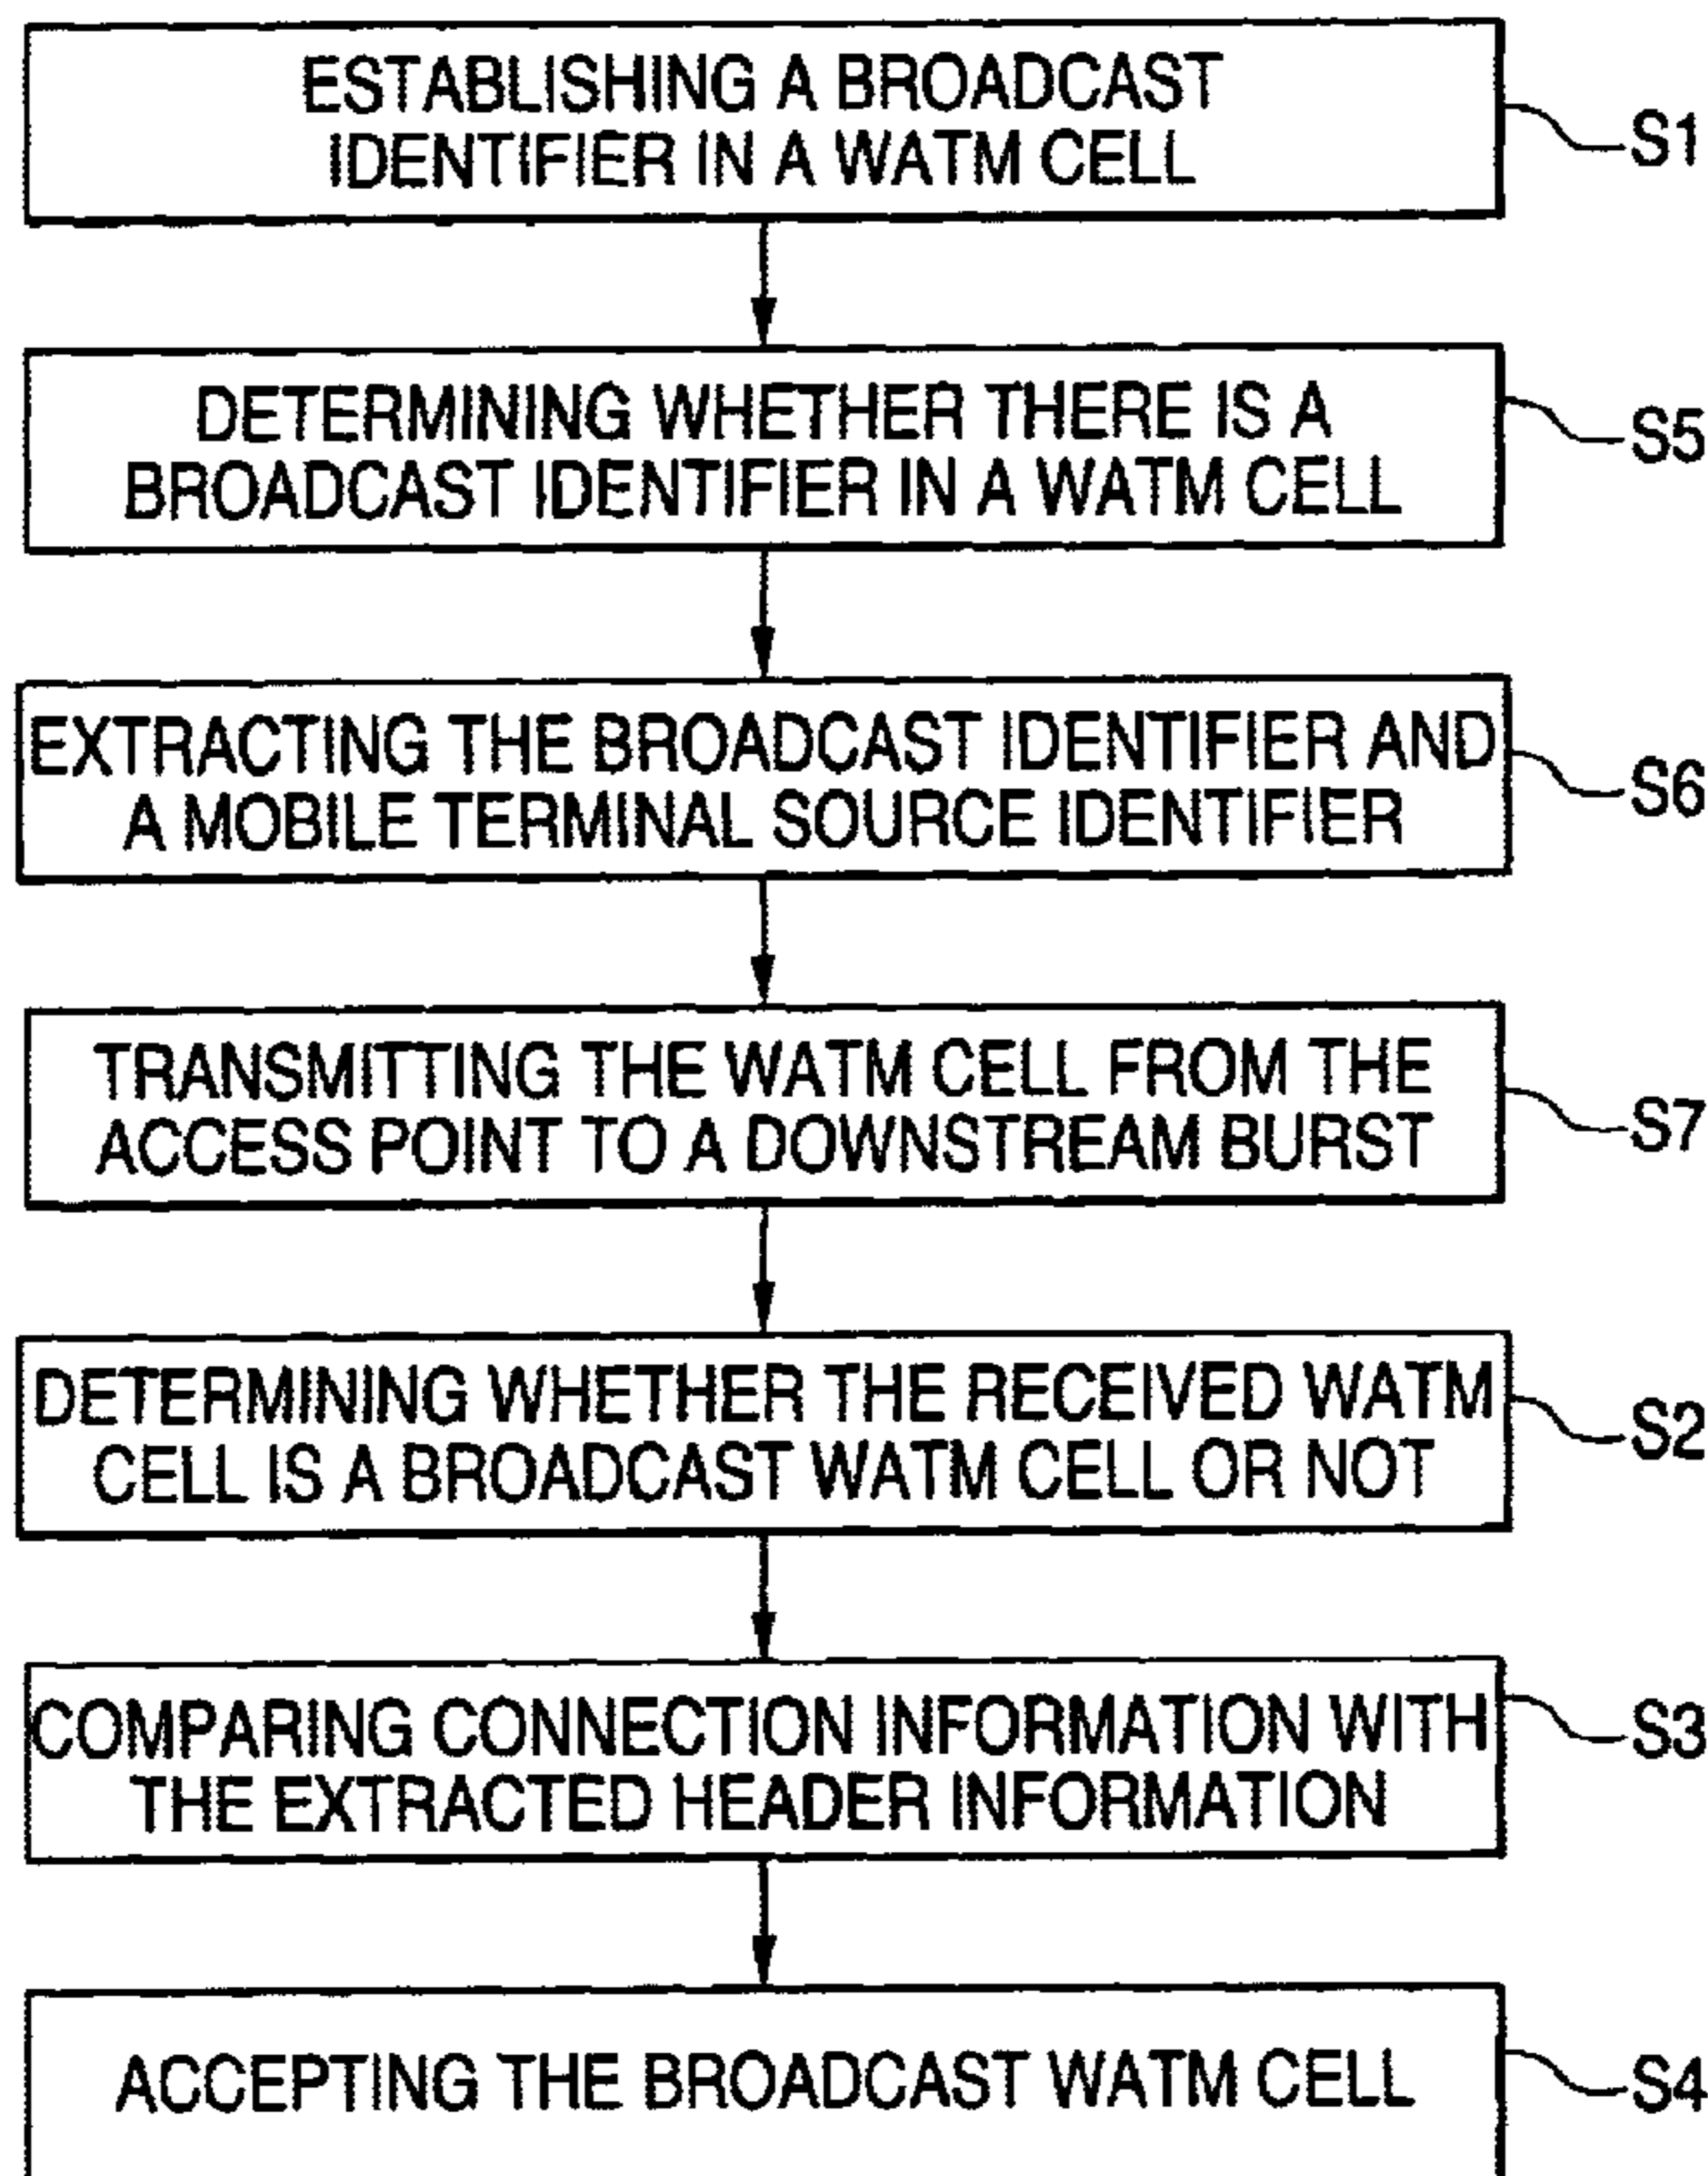 ESTABLISHING A BROADCAST
IDENTIFIER IN A WATM CELL
S1
DETERMINING WHETHER THERE IS A
BROADCAST IDENTIFIER IN A WATM CELL
S5
EXTRACTING THE BROADCAST IDENTIFIER AND
A MOBILE TERMINAL SOURCE IDENTIFIER
S6
TRANSMITTING THE WATM CELL FROM THE
ACCESS POINT TO A DOWNSTREAM BURST
S7
DETERMINING WHETHER THE RECEIVED WATM
CELL IS A BROADCAST WATM CELL OR NOT
S2
COMPARING CONNECTION INFORMATION WITH
THE EXTRACTED HEADER INFORMATION
S3
ACCEPTING THE BROADCAST WATM CELL
S4